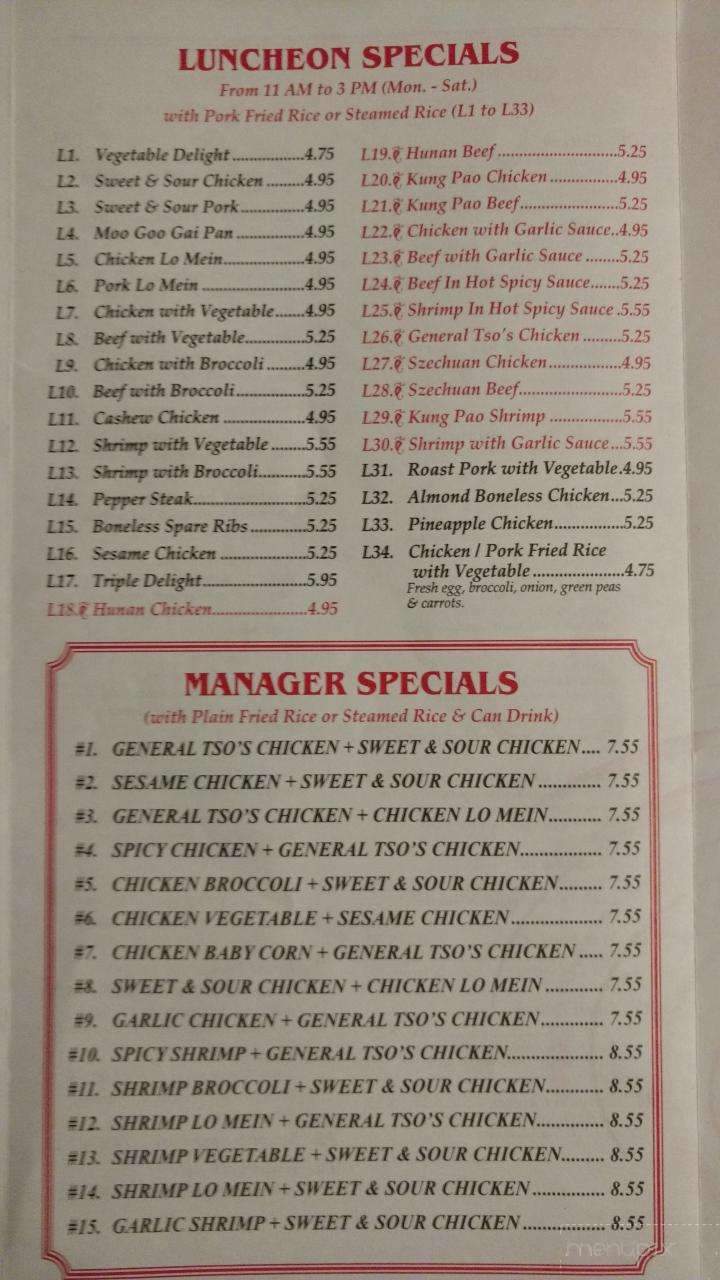 LUNCHEON SPECIALS
From 11 AM to 3 PM (Mon. - Sat.)
with Pork Fried Rice or Steamed Rice (L1 to L33)
L1. Vegetable Delight................4.75
L2. Sweet & Sour Chicken.........4.95
L3. Sweet & Sour Pork..............4.95
L4. Moo Goo Gai Pan................4.95
L5. Chicken Lo Mein..................4.95
L6. Pork Lo Mein.......................4.95
L7. Chicken with Vegetable.......4.95
L8. Beef with Vegetable..............5.25
L9. Chicken with Broccoli..........4.95
L10. Beef with Broccoli................5.25
L11. Cashew Chicken...................4.95
L12. Shrimp with Vegetable.........5.55
L13. Shrimp with Broccoli...........5.55
L14. Pepper Steak.........................5.25
L15. Boneless Spare Ribs.............5.25
L16. Sesame Chicken....................5.25
L17. Triple Delight.......................5.95
L18. Hunan Chicken.....................4.95
L19. Hunan Beef...........................5.25
L20. Kung Pao Chicken................4.95
L21. Kung Pao Beef......................5.25
L22. Chicken with Garlic Sauce..4.95
L23. Beef with Garlic Sauce........5.25
L24. Beef In Hot Spicy Sauce......5.25
L25. Shrimp In Hot Spicy Sauce.5.55
L26. General Tso's Chicken.........5.25
L27. Szechuan Chicken................4.95
L28. Szechuan Beef......................5.25
L29. Kung Pao Shrimp................5.55
L30. Shrimp with Garlic Sauce...5.55
L31. Roast Pork with Vegetable.4.95
L32. Almond Boneless Chicken...5.25
L33. Pineapple Chicken...............5.25
L34. Chicken / Pork Fried Rice
with Vegetable....................4.75
Fresh egg, broccoli, onion, green peas
& carrots.
MANAGER SPECIALS
(with Plain Fried Rice or Steamed Rice & Can Drink)
#1. GENERAL TSO'S CHICKEN + SWEET & SOUR CHICKEN.... 7.55
#2. SESAME CHICKEN + SWEET & SOUR CHICKEN............. 7.55
#3. GENERAL TSO'S CHICKEN + CHICKEN LO MEIN........... 7.55
#4. SPICY CHICKEN + GENERAL TSO'S CHICKEN................ 7.55
#5. CHICKEN BROCCOLI + SWEET & SOUR CHICKEN......... 7.55
#6. CHICKEN VEGETABLE + SESAME CHICKEN.................. 7.55
#7. CHICKEN BABY CORN + GENERAL TSO'S CHICKEN..... 7.55
#8. SWEET & SOUR CHICKEN + CHICKEN LO MEIN............ 7.55
#9. GARLIC CHICKEN + GENERAL TSO'S CHICKEN............. 7.55
#10. SPICY SHRIMP + GENERAL TSO'S CHICKEN................... 8.55
#11. SHRIMP BROCCOLI + SWEET & SOUR CHICKEN............ 8.55
#12. SHRIMP LO MEIN + GENERAL TSO'S CHICKEN.............. 8.55
#13. SHRIMP VEGETABLE + SWEET & SOUR CHICKEN......... 8.55
#14. SHRIMP LO MEIN + SWEET & SOUR CHICKEN............... 8.55
#15. GARLIC SHRIMP + SWEET & SOUR CHICKEN................. 8.55